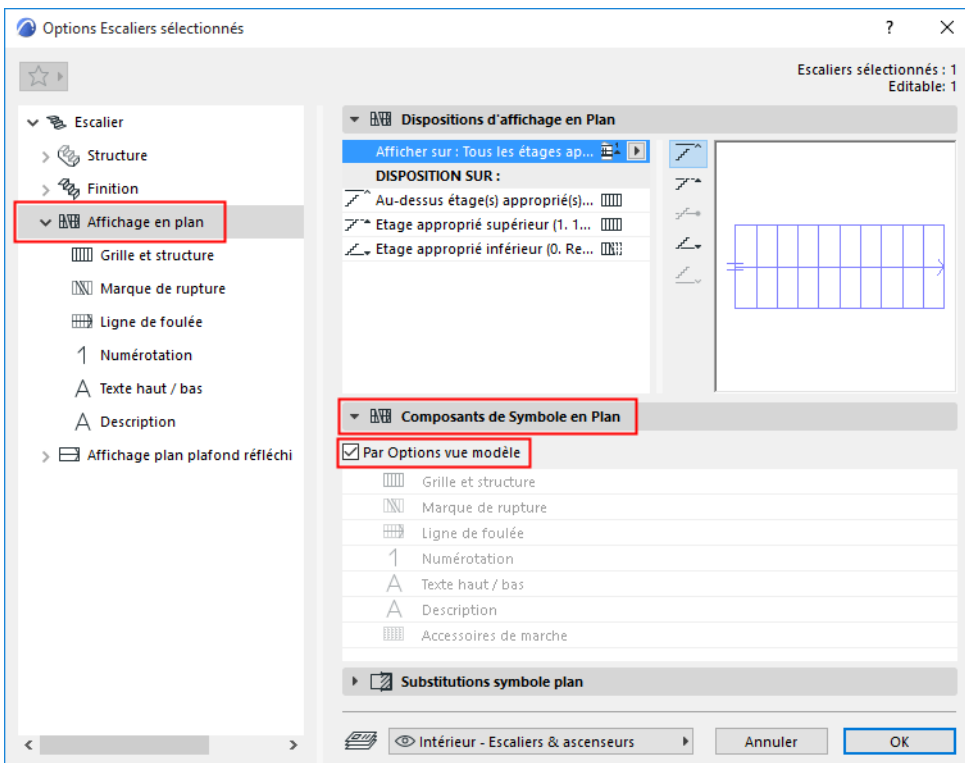 Options Escaliers sélectionnés
?
Escaliers sélectionnés : 1
Editable: 1
Escalier
Structure
Finition
Affichage en plan
Grille et structure
Marque de rupture
Ligne de foulée
1 Numérotation
A Texte haut / bas
A Description
Affichage plan plafond réfléchi
Dispositions d'affichage en Plan
Afficher sur : Tous les étages ap...
DISPOSITION SUR :
Au-dessus étage(s) approprié(s)...
Etage approprié supérieur (1. 1...
Etage approprié inférieur (0. Re...
Composants de Symbole en Plan
Par Options vue modèle
Grille et structure
Marque de rupture
Ligne de foulée
1 Numérotation
A Texte haut / bas
A Description
Accessoires de marche
Substitutions symbole plan
Intérieur - Escaliers & ascenseurs
Annuler
OK